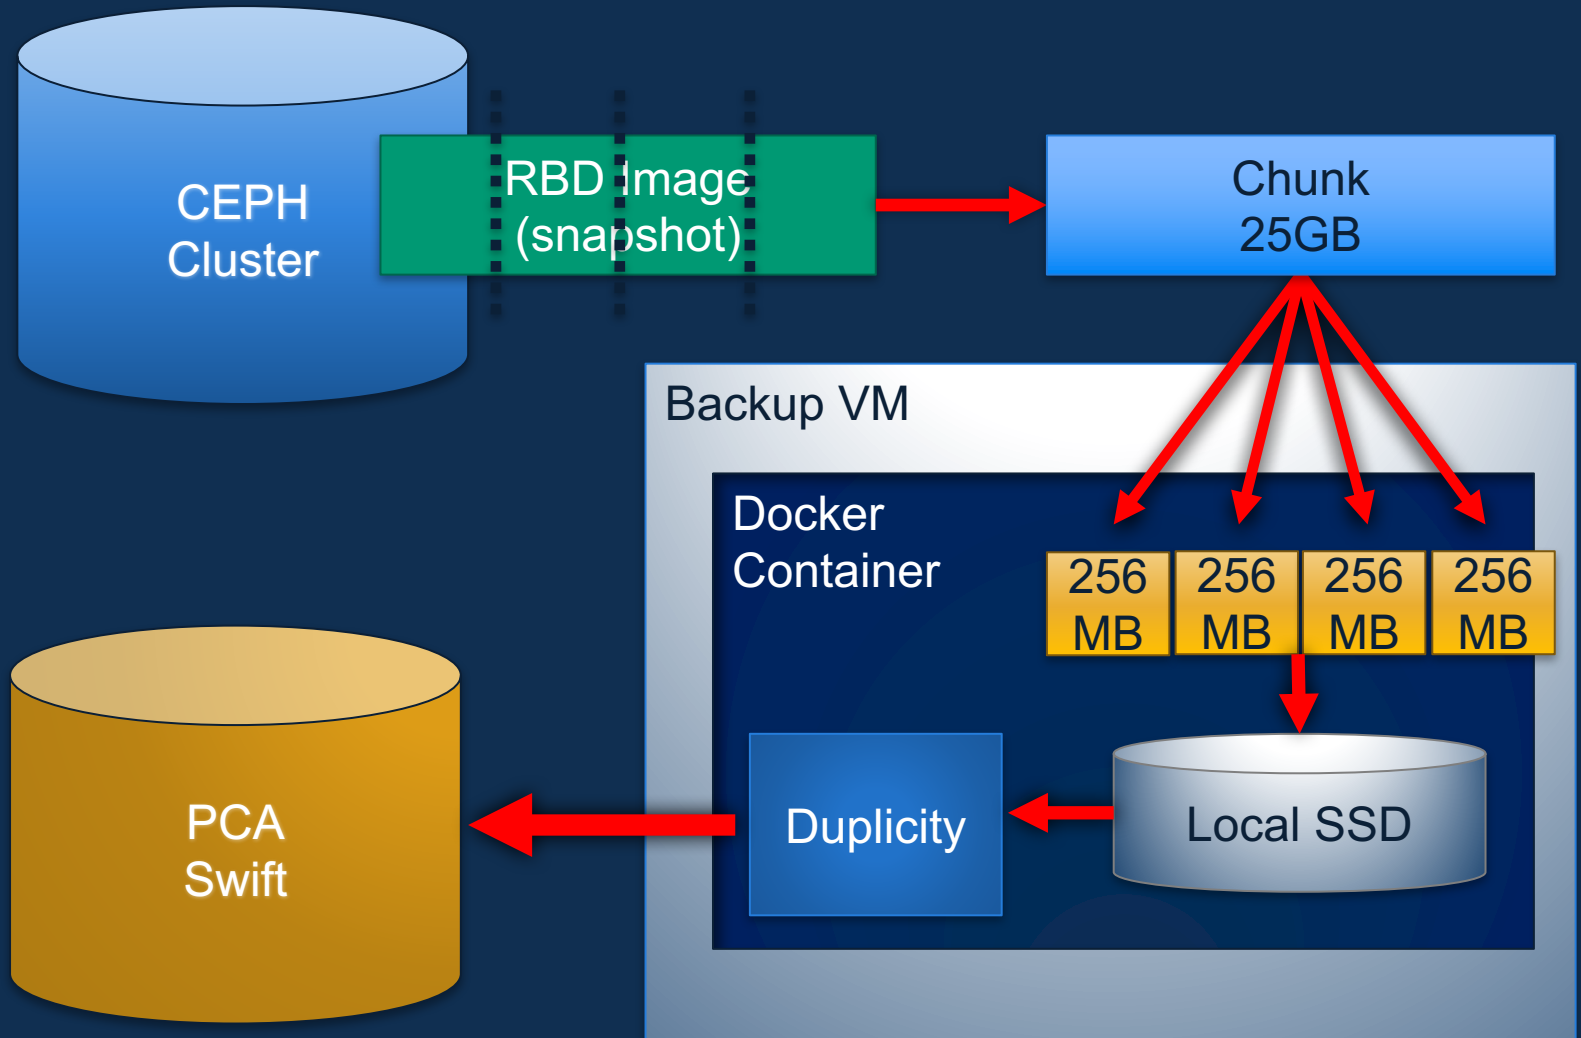 CEPH
Cluster
RBD Image
(snapshot)
Chunk
25GB
Backup VM
Docker
Container
256
MB
256
MB
256
MB
256
MB
Local SSD
Duplicity
PCA
Swift